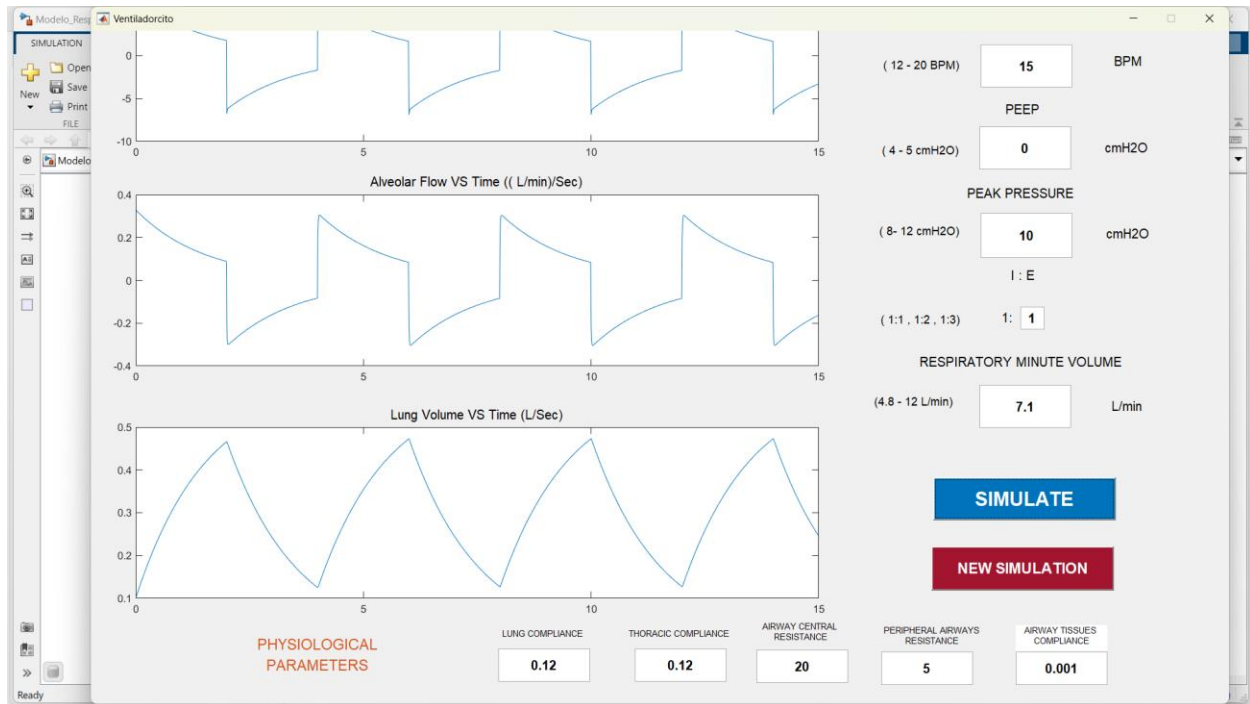 Modelo_Resp
Ventiladorcito
SIMULATION
New
Open
Save
Print
FILE
Modelo
0
-5
-10
0 5 10 15
Alveolar Flow VS Time (( L/min)/Sec)
0.4
0.2
0
-0.2
-0.4
0 5 10 15
Lung Volume VS Time (L/Sec)
0.5
0.4
0.3
0.2
0.1
0 5 10 15
( 12 - 20 BPM) 15 BPM
PEEP
( 4 - 5 cmH2O) 0 cmH2O
PEAK PRESSURE
( 8- 12 cmH2O) 10 cmH2O
I : E
( 1:1 , 1:2 , 1:3) 1: 1
RESPIRATORY MINUTE VOLUME
(4.8 - 12 L/min) 7.1 L/min
SIMULATE
NEW SIMULATION
PHYSIOLOGICAL
PARAMETERS
LUNG COMPLIANCE
0.12
THORACIC COMPLIANCE
0.12
AIRWAY CENTRAL
RESISTANCE
20
PERIPHERAL AIRWAYS
RESISTANCE
5
AIRWAY TISSUES
COMPLIANCE
0.001
Ready